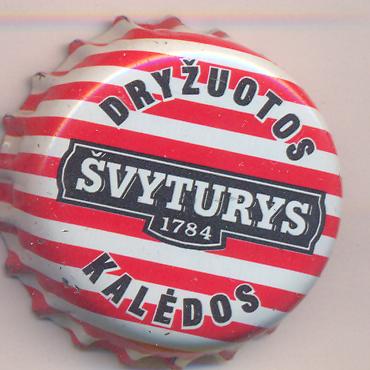 DRYŽUOTOS
ŠVYTURYS
1784
KALĖDOS